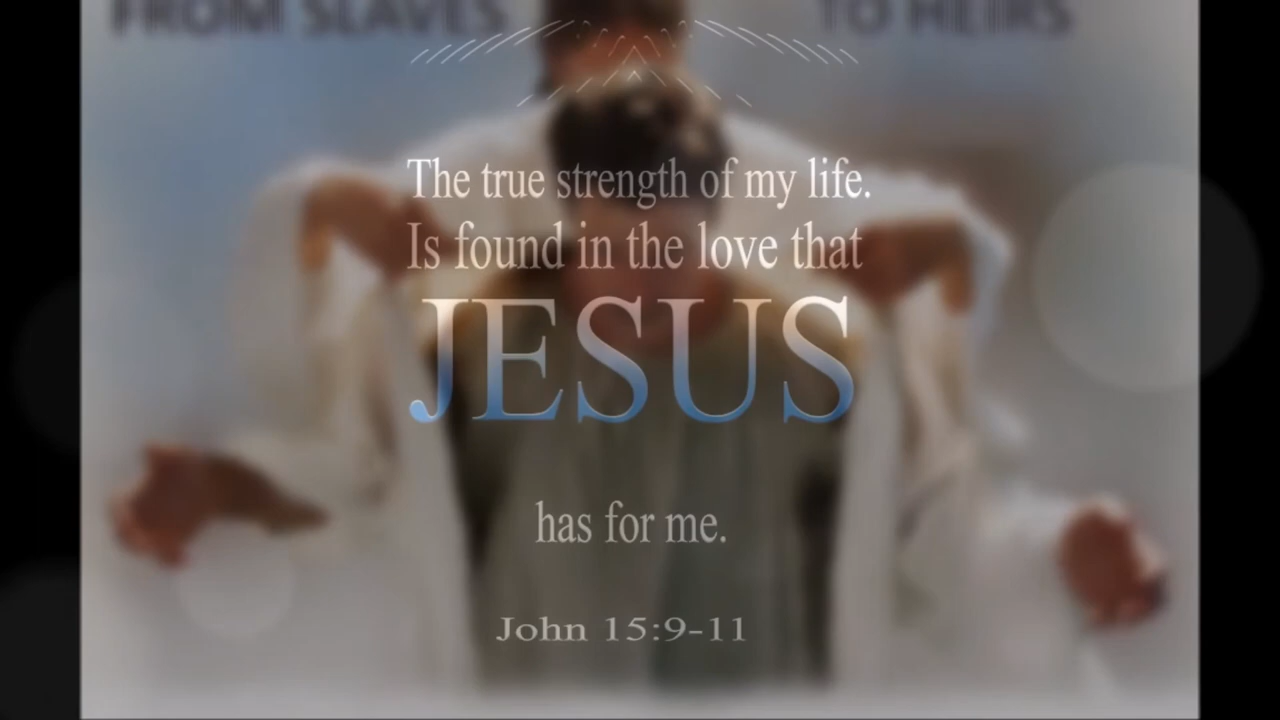 FROM SLAVES TO HEIRS
The true strength of my life.
Is found in the love that
JESUS
has for me.
John 15:9-11